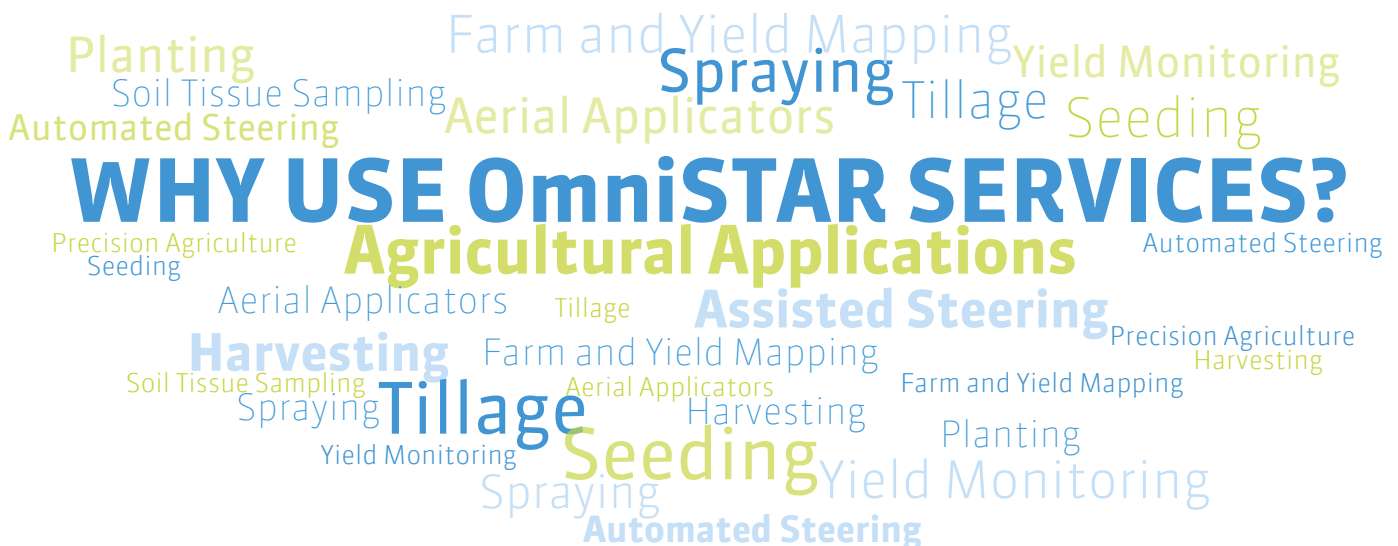 Farm and Yield Mapping
Planting
Spraying
Yield Monitoring
Soil Tissue Sampling
Tillage
Aerial Applicators
Seeding
Automated Steering
WHY USE OmniSTAR SERVICES?
Precision Agriculture
Agricultural Applications
Automated Steering
Seeding
Aerial Applicators
Tillage
Assisted Steering
Precision Agriculture
Harvesting
Farm and Yield Mapping
Harvesting
Soil Tissue Sampling
Aerial Applicators
Farm and Yield Mapping
Spraying
Tillage
Harvesting
Planting
Yield Monitoring
Seeding
Yield Monitoring
Spraying
Automated Steering